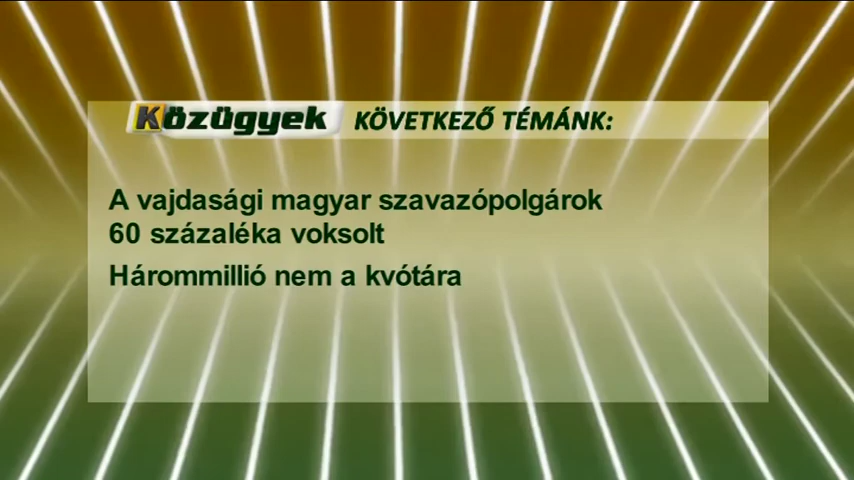 Közügyek KÖVETKEZŐ TÉMÁNK:
A vajdasági magyar szavazópolgárok
60 százaléka voksolt
Hárommillió nem a kvótára